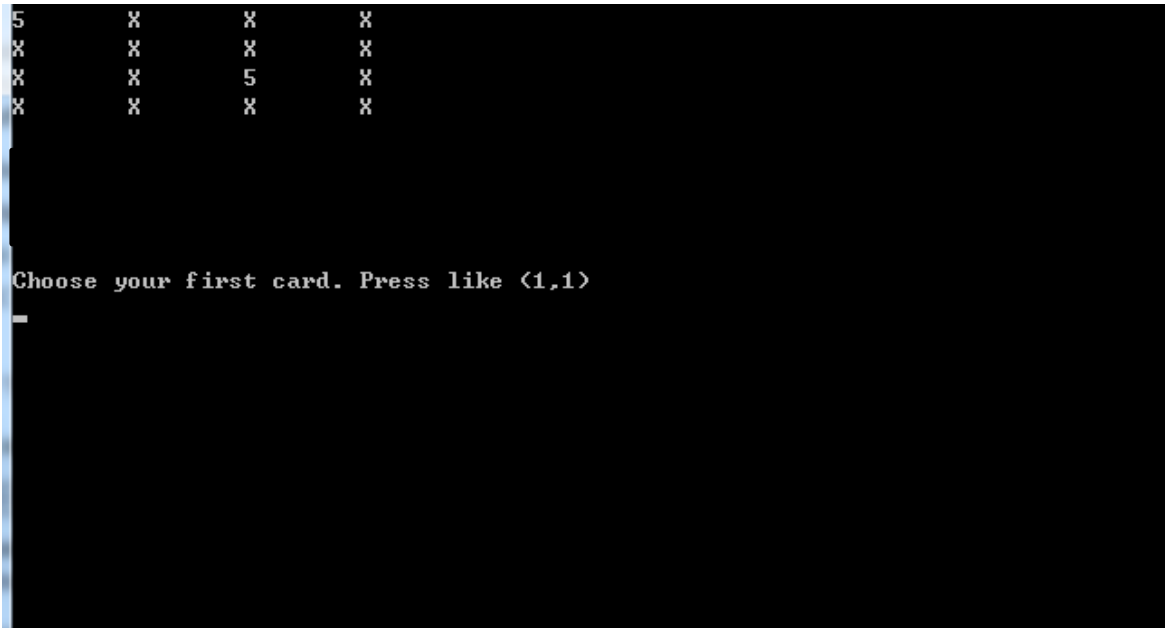 5 X X X
X X X X
X X 5 X
X X X X
Choose your first card. Press like (1,1)